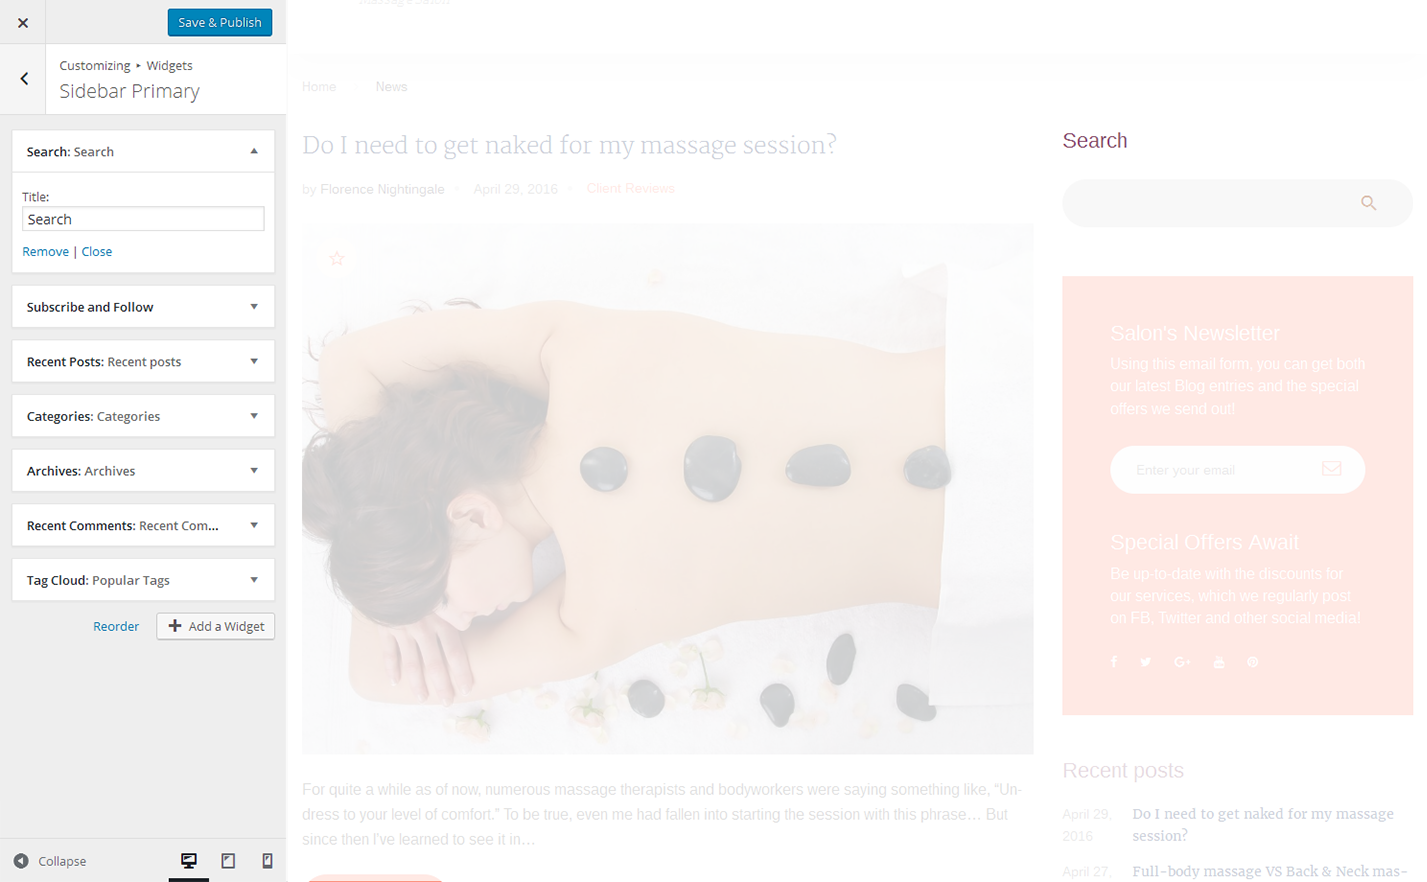 Save & Publish
Customizing ▸ Widgets
Sidebar Primary
Search: Search
Title:
Search
Remove | Close
Subscribe and Follow
Recent Posts: Recent posts
Categories: Categories
Archives: Archives
Recent Comments: Recent Com...
Tag Cloud: Popular Tags
Reorder
Add a Widget
Collapse
Massage Salon
Home
News
Do I need to get naked for my massage session?
by Florence Nightingale
April 29, 2016
Client Reviews
For quite a while as of now, numerous massage therapists and bodyworkers were saying something like, “Un-
dress to your level of comfort.” To be true, even me had fallen into starting the session with this phrase… But
since then I've learned to see it in…
Search
Salon's Newsletter
Using this email form, you can get both
our latest Blog entries and the special
offers we send out!
Enter your email
Special Offers Await
Be up-to-date with the discounts for
our services, which we regularly post
on FB, Twitter and other social media!
Recent posts
April 29,
2016
Do I need to get naked for my massage
session?
April 27,
Full-body massage VS Back & Neck mas-